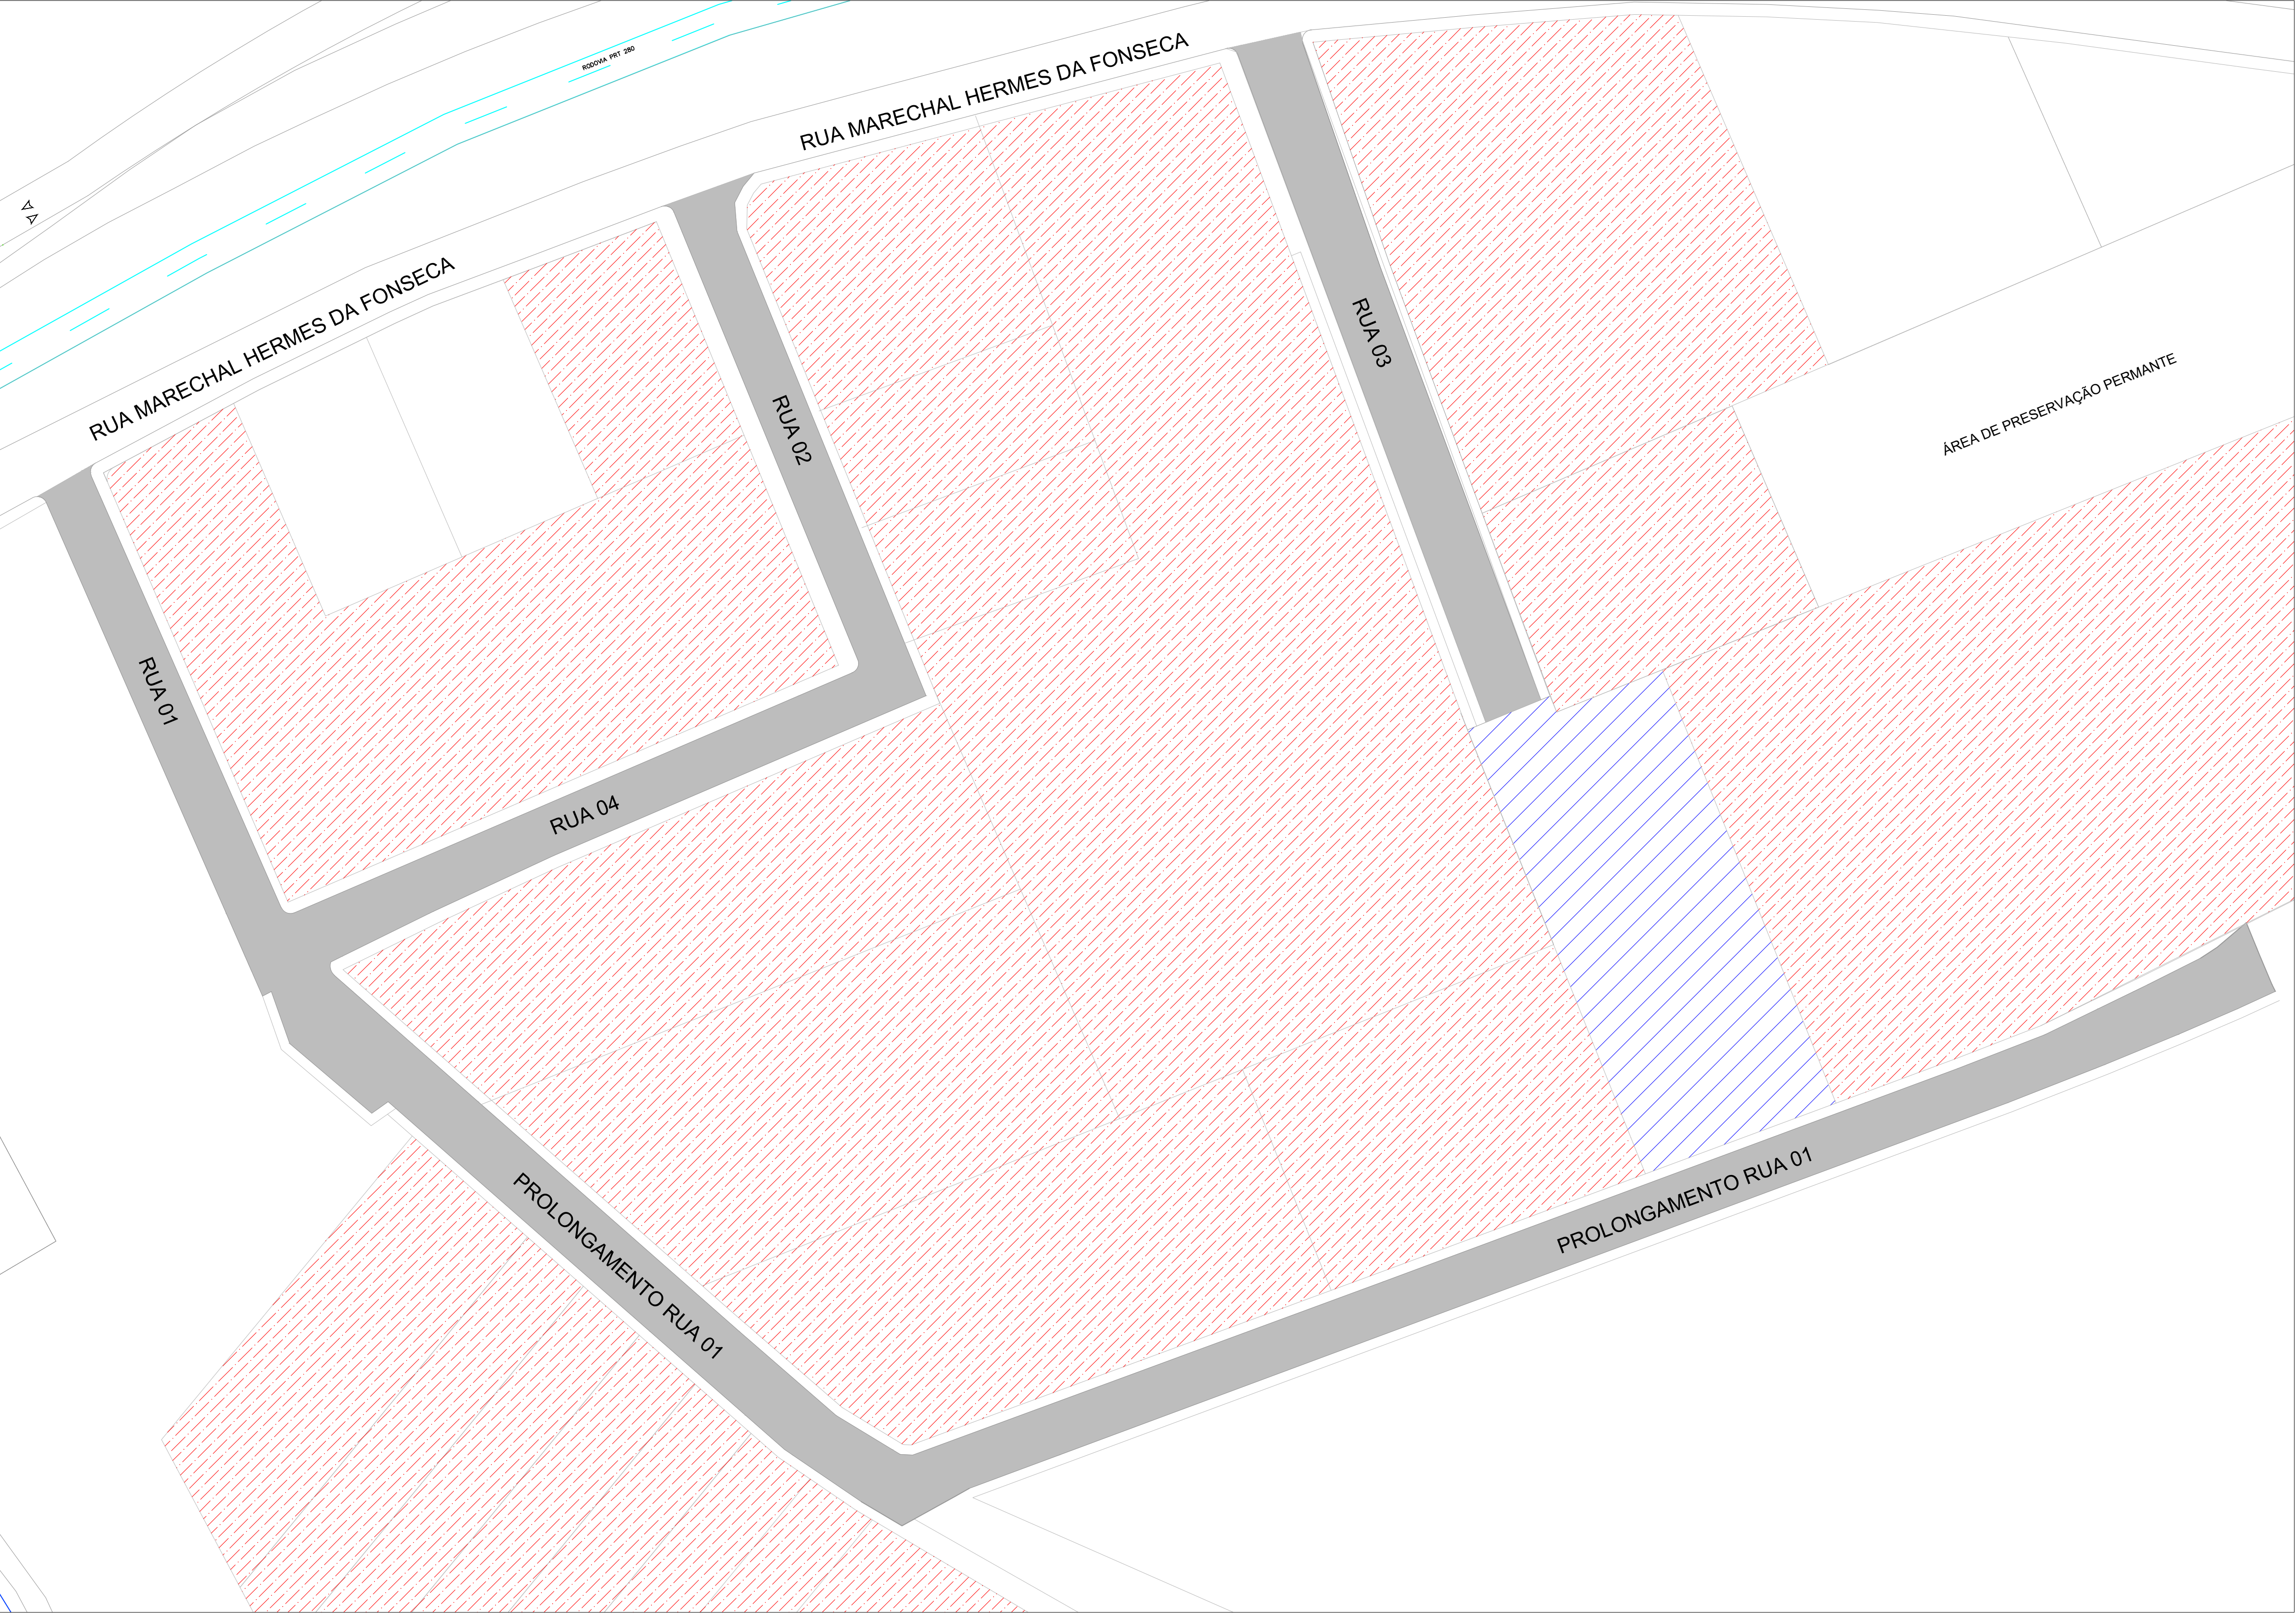 RODOVIA PRT 280
RUA MARECHAL HERMES DA FONSECA
RUA MARECHAL HERMES DA FONSECA
RUA 03
RUA 02
ÁREA DE PRESERVAÇÃO PERMANTE
RUA 01
RUA 04
PROLONGAMENTO RUA 01
PROLONGAMENTO RUA 01